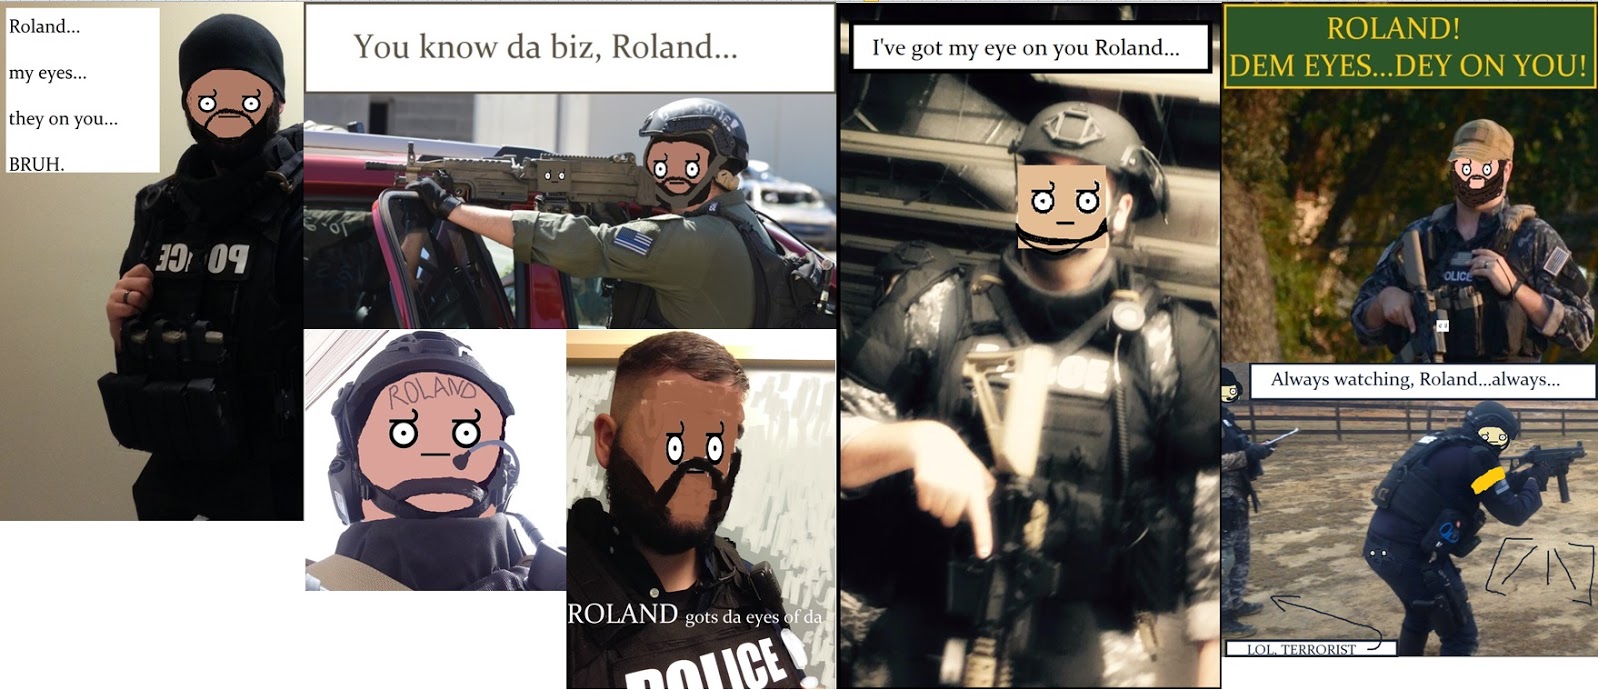 Roland...
my eyes...
they on you...
BRUH.
POLICE
You know da biz, Roland...
ROLAND
ROLAND gots da eyes of da
POLICE!
I've got my eye on you Roland...
ROLAND!
DEM EYES...DEY ON YOU!
POLICE
Always watching, Roland...always...
LOL, TERRORIST